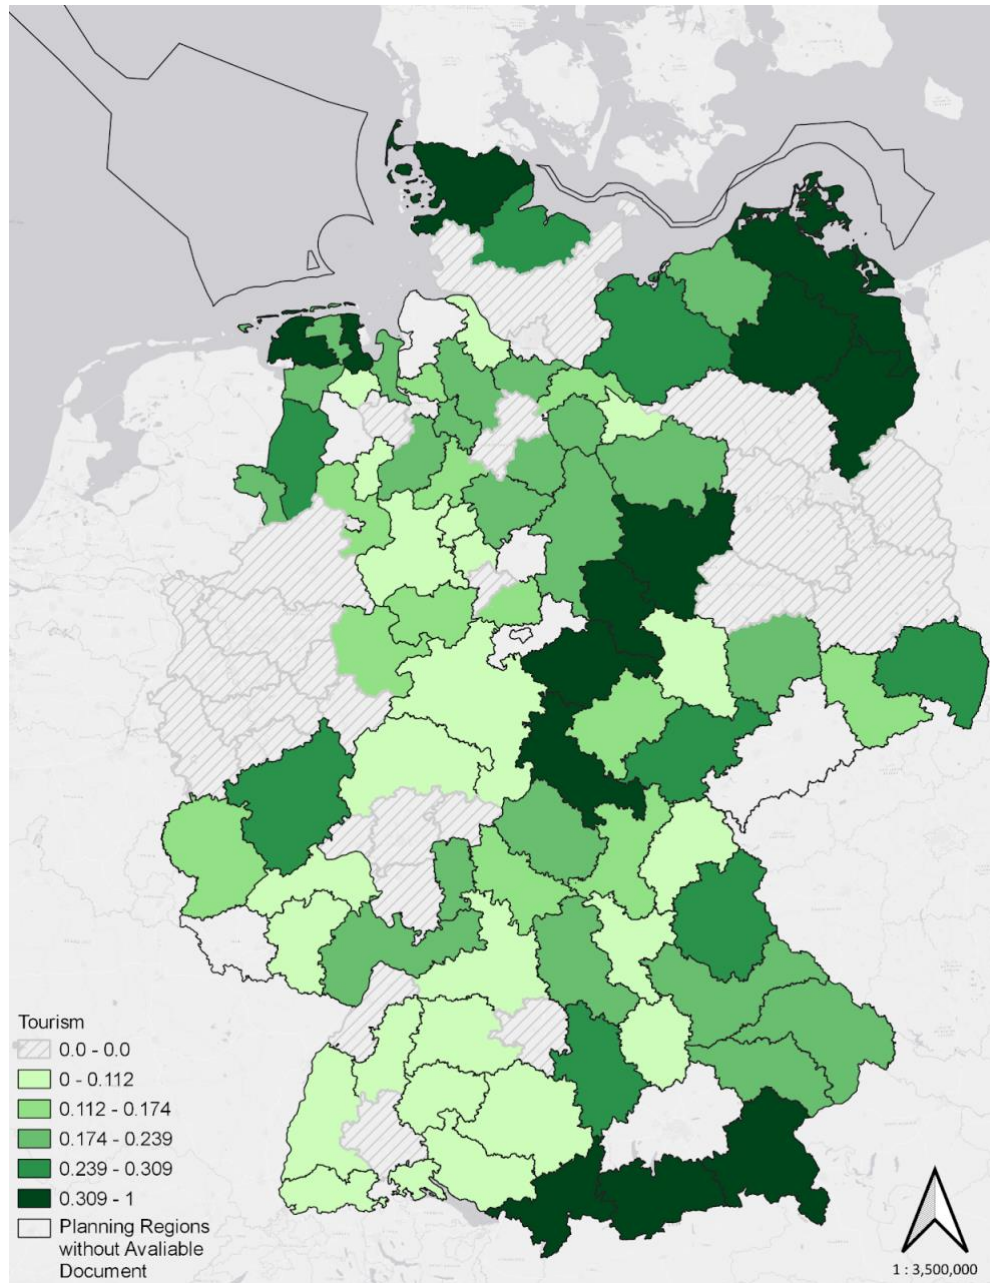 Tourism
0.0 - 0.0
0 - 0.112
0.112 - 0.174
0.174 - 0.239
0.239 - 0.309
0.309 - 1
Planning Regions
without Avaliable
Document
1 : 3,500,000